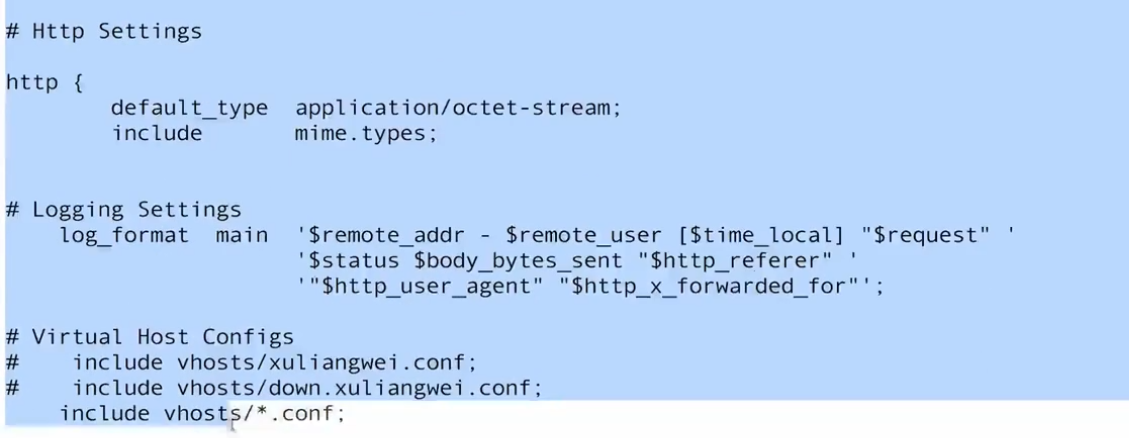 # Http Settings
http {
        default_type  application/octet-stream;
        include       mime.types;
# Logging Settings
    log_format  main  '$remote_addr - $remote_user [$time_local] "$request" '
                      '$status $body_bytes_sent "$http_referer" '
                      '"$http_user_agent" "$http_x_forwarded_for"';
# Virtual Host Configs
#    include vhosts/xuliangwei.conf;
#    include vhosts/down.xuliangwei.conf;
    include vhosts/*.conf;